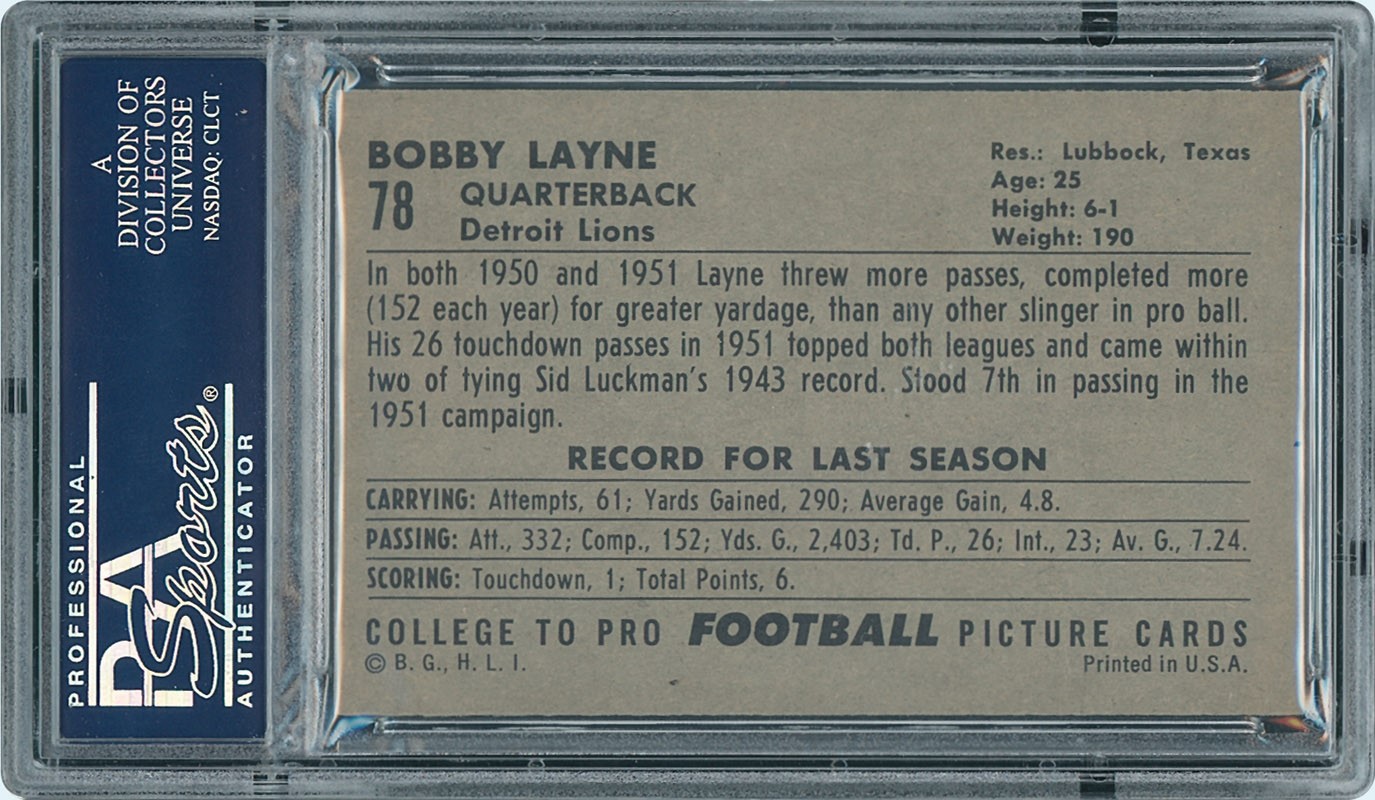 A
DIVISION OF
COLLECTORS
UNIVERSE
NASDAQ: CLCT
PROFESSIONAL
PSA
Sports®
AUTHENTICATOR
BOBBY LAYNE
78 QUARTERBACK
Detroit Lions
Res.: Lubbock, Texas
Age: 25
Height: 6-1
Weight: 190
In both 1950 and 1951 Layne threw more passes, completed more
(152 each year) for greater yardage, than any other slinger in pro ball.
His 26 touchdown passes in 1951 topped both leagues and came within
two of tying Sid Luckman's 1943 record. Stood 7th in passing in the
1951 campaign.
RECORD FOR LAST SEASON
CARRYING: Attempts, 61; Yards Gained, 290; Average Gain, 4.8.
PASSING: Att., 332; Comp., 152; Yds. G., 2,403; Td. P., 26; Int., 23; Av. G., 7.24.
SCORING: Touchdown, 1; Total Points, 6.
COLLEGE TO PRO FOOTBALL PICTURE CARDS
© B. G., H. L. I.
Printed in U.S.A.